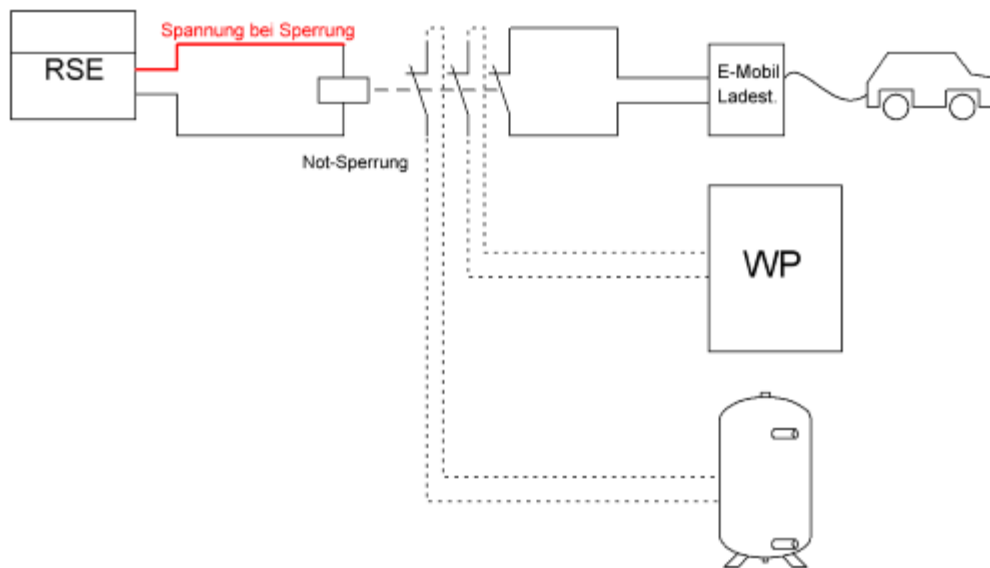 Spannung bei Sperrung
RSE
E-Mobil
Ladest.
Not-Sperrung
WP